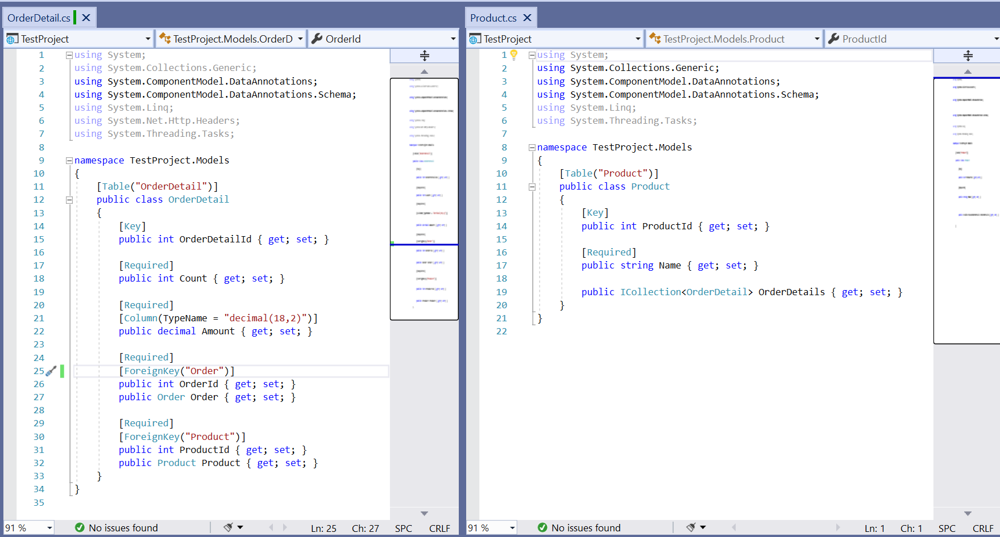 OrderDetail.cs
TestProject
TestProject.Models.OrderD
OrderId
1 using System;
2 using System.Collections.Generic;
3 using System.ComponentModel.DataAnnotations;
4 using System.ComponentModel.DataAnnotations.Schema;
5 using System.Linq;
6 using System.Net.Http.Headers;
7 using System.Threading.Tasks;
8
9 namespace TestProject.Models
10 {
11 [Table("OrderDetail")]
12 public class OrderDetail
13 {
14 [Key]
15 public int OrderDetailId { get; set; }
16
17 [Required]
18 public int Count { get; set; }
19
20 [Required]
21 [Column(TypeName = "decimal(18,2)")]
22 public decimal Amount { get; set; }
23
24 [Required]
25 [ForeignKey("Order")]
26 public int OrderId { get; set; }
27 public Order Order { get; set; }
28
29 [Required]
30 [ForeignKey("Product")]
31 public int ProductId { get; set; }
32 public Product Product { get; set; }
33 }
34 }
35
91 % No issues found Ln: 25 Ch: 27 SPC CRLF
Product.cs
TestProject
TestProject.Models.Product
ProductId
1 using System;
2 using System.Collections.Generic;
3 using System.ComponentModel.DataAnnotations;
4 using System.ComponentModel.DataAnnotations.Schema;
5 using System.Linq;
6 using System.Threading.Tasks;
7
8 namespace TestProject.Models
9 {
10 [Table("Product")]
11 public class Product
12 {
13 [Key]
14 public int ProductId { get; set; }
15
16 [Required]
17 public string Name { get; set; }
18
19 public ICollection<OrderDetail> OrderDetails { get; set; }
20 }
21 }
22
91 % No issues found Ln: 1 Ch: 1 SPC CRLF